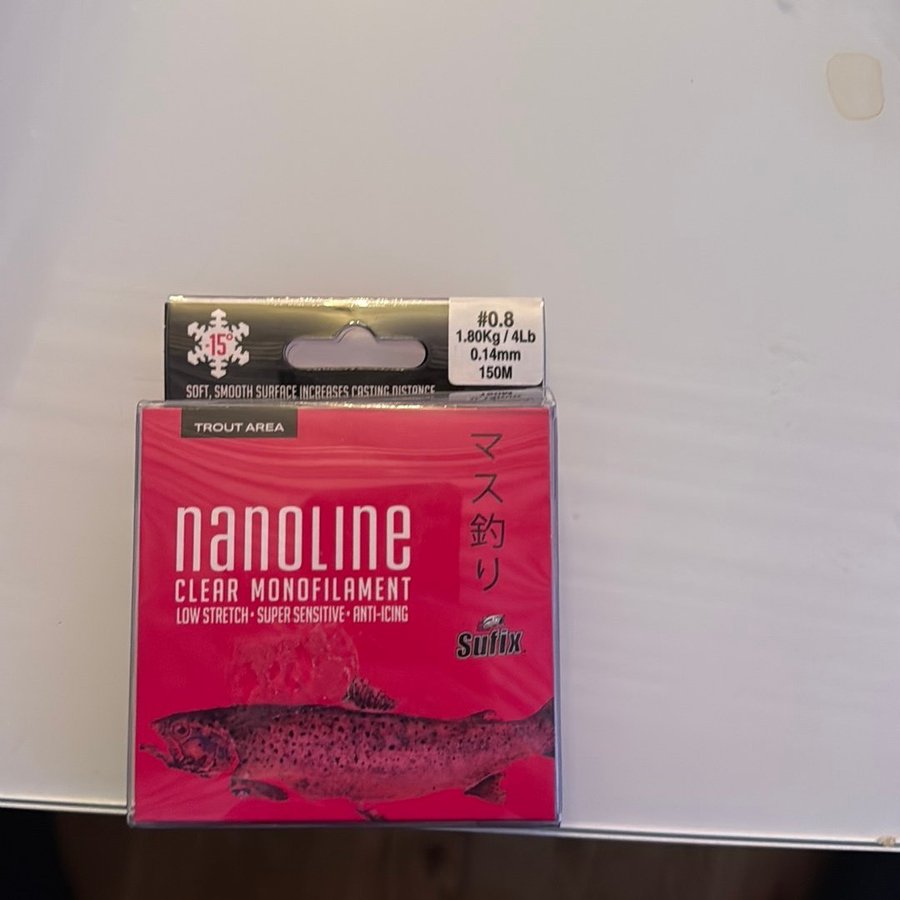 -15°
#0.8
1.80Kg / 4Lb
0.14mm
150M
SOFT, SMOOTH SURFACE INCREASES CASTING DISTANCE
TROUT AREA
マス釣り
nanoLine
CLEAR MONOFILAMENT
LOW STRETCH • SUPER SENSITIVE • ANTI-ICING
Sufix